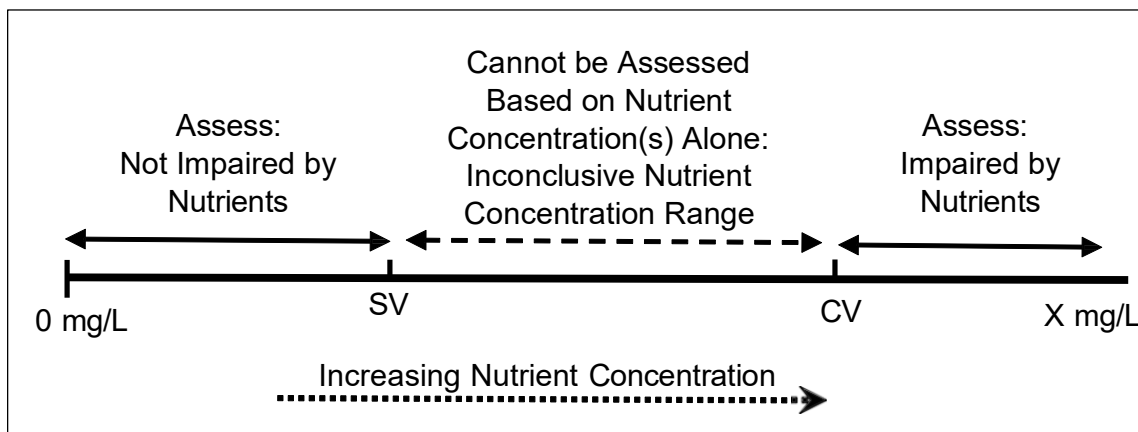 Assess:
Not Impaired by
Nutrients
Cannot be Assessed
Based on Nutrient
Concentration(s) Alone:
Inconclusive Nutrient
Concentration Range
Assess:
Impaired by
Nutrients
0 mg/L
SV
CV
X mg/L
Increasing Nutrient Concentration